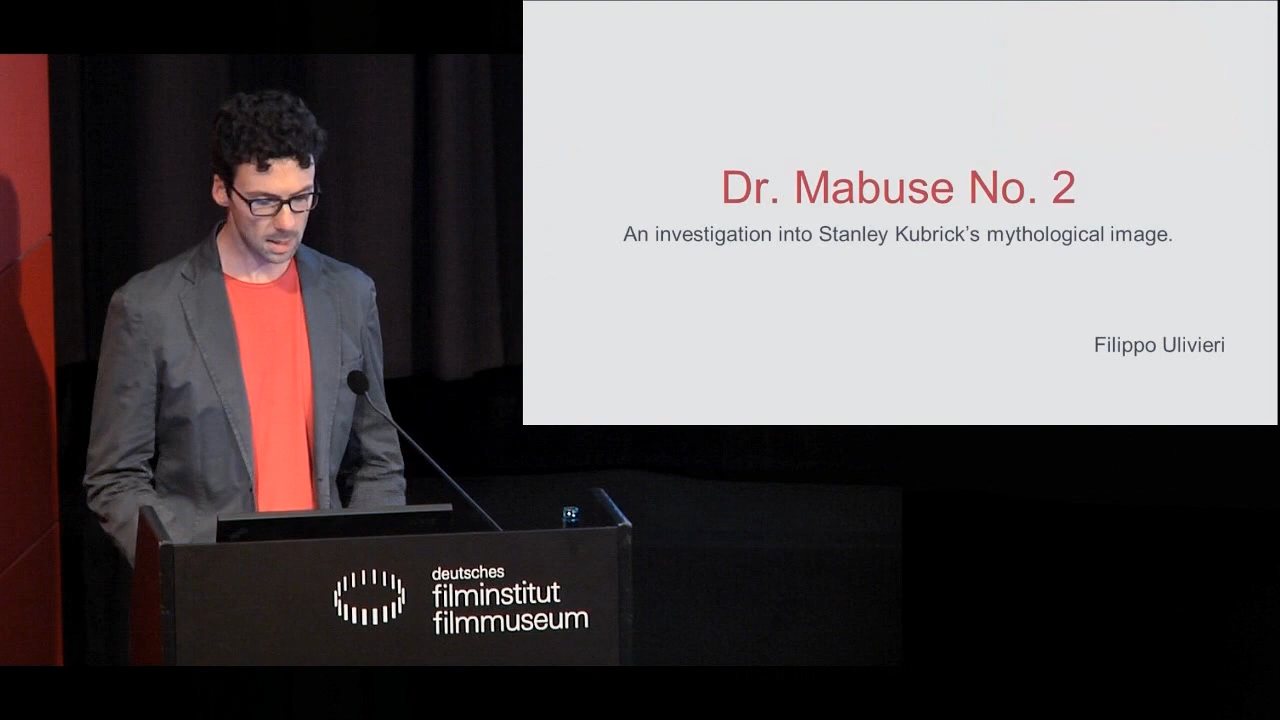 Dr. Mabuse No. 2
An investigation into Stanley Kubrick's mythological image.
Filippo Ulivieri
deutsches
filminstitut
filmmuseum